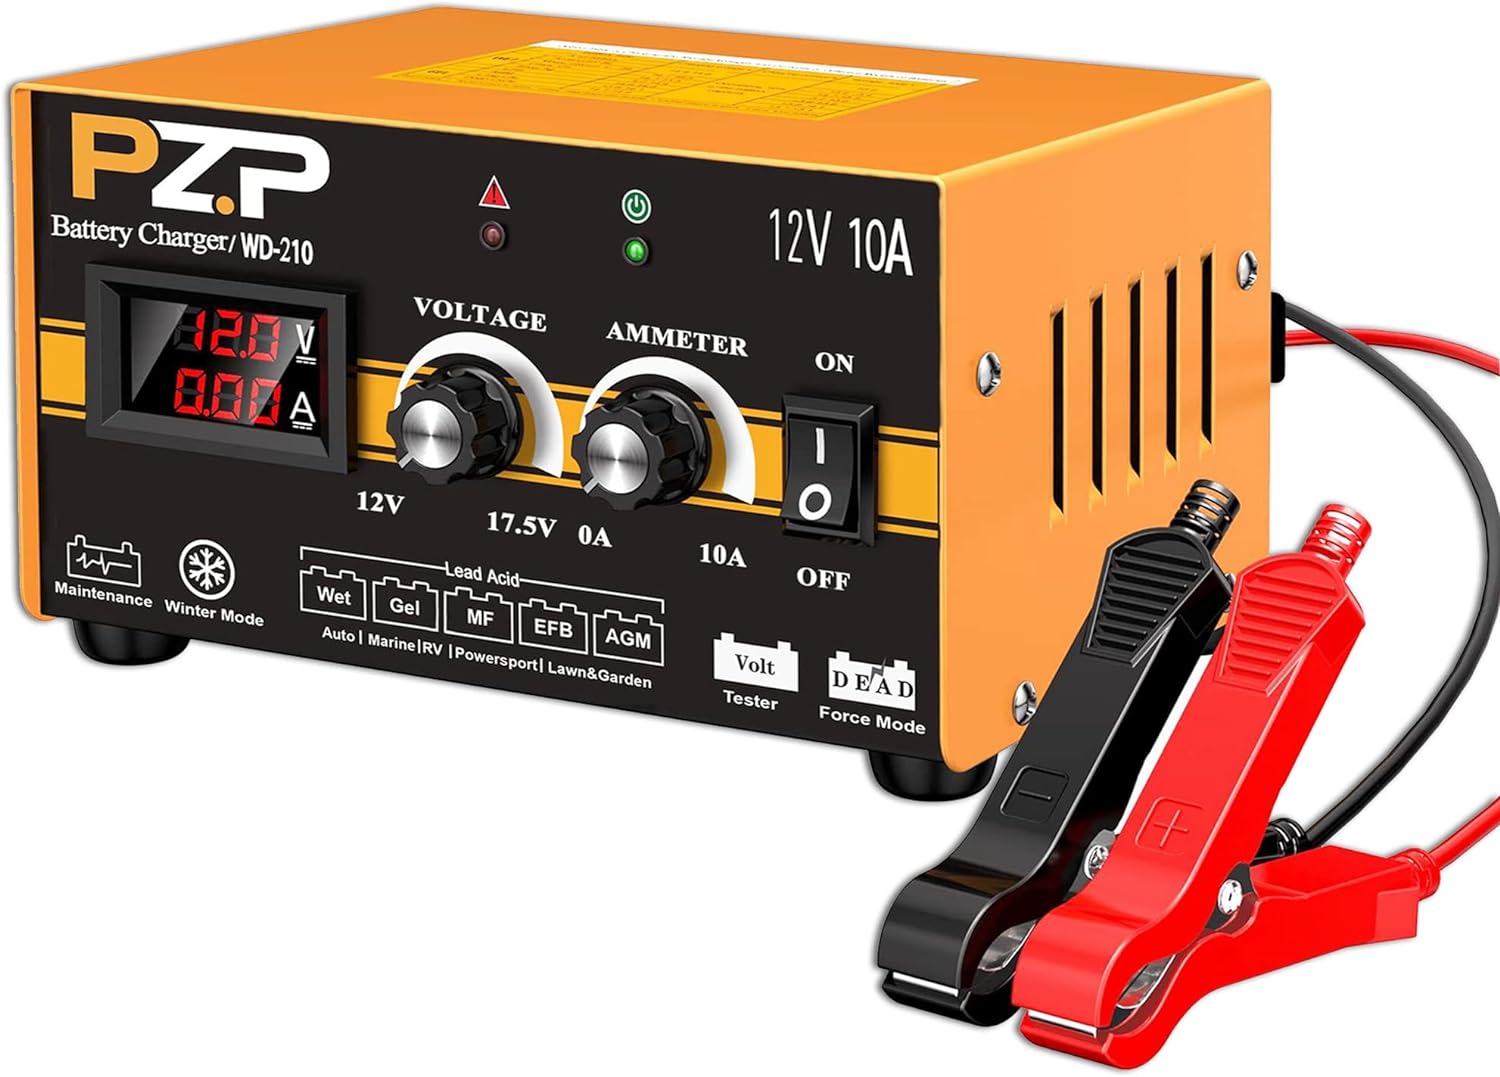 PZP
Battery Charger/ WD-210
12V 10A
12.0 V
0.00 A
VOLTAGE
12V
17.5V
AMMETER
0A
10A
ON
OFF
Maintenance
Winter Mode
Lead Acid
Wet
Gel
MF
EFB
AGM
Auto | Marine | RV | Powersport | Lawn&Garden
Volt
Tester
DEAD
Force Mode